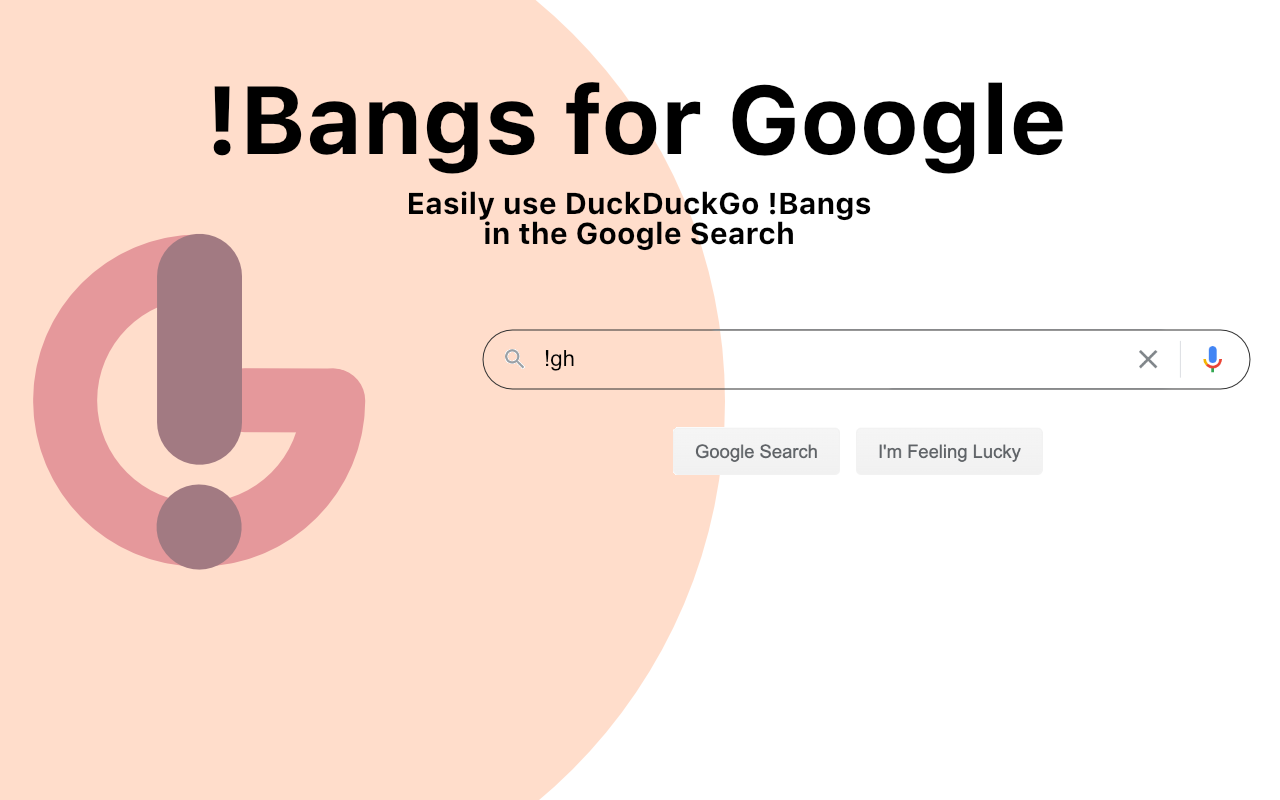 !Bangs for Google
Easily use DuckDuckGo !Bangs
in the Google Search
!gh
Google Search
I'm Feeling Lucky